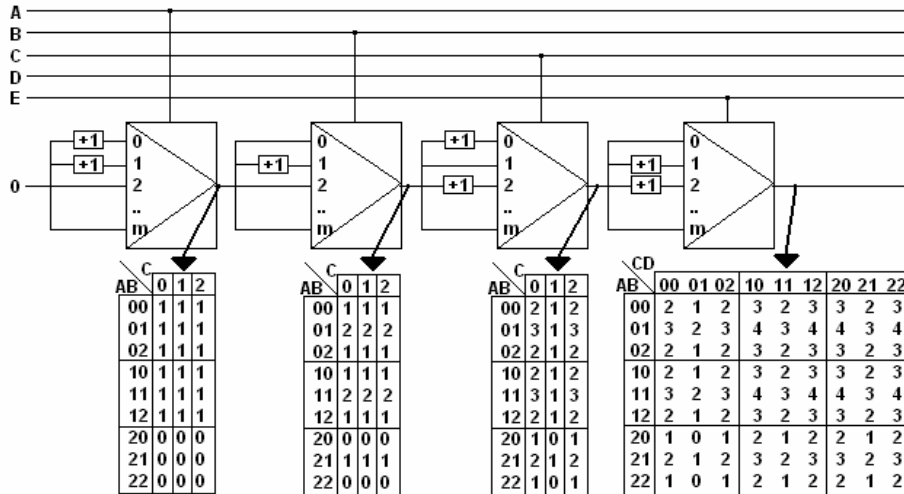 A
B
C
D
E
+1 0 +1 0
+1 1 +1 1 1 +1 1
0 2 2 +1 2 +1 2
.. .. .. ..
m m m m
C C C CD
AB 0 1 2 AB 0 1 2 AB 0 1 2 AB 00 01 02 10 11 12 20 21 22
00 1 1 1 00 1 1 1 00 2 1 2 00 2 1 2 3 2 3 3 2 3
01 1 1 1 01 2 2 2 01 3 1 3 01 3 2 3 4 3 4 4 3 4
02 1 1 1 02 1 1 1 02 2 1 2 02 2 1 2 3 2 3 3 2 3
10 1 1 1 10 1 1 1 10 2 1 2 10 2 1 2 3 2 3 3 2 3
11 1 1 1 11 2 2 2 11 3 1 3 11 3 2 3 4 3 4 4 3 4
12 1 1 1 12 1 1 1 12 2 1 2 12 2 1 2 3 2 3 3 2 3
20 0 0 0 20 0 0 0 20 1 0 1 20 1 0 1 2 1 2 2 1 2
21 0 0 0 21 1 1 1 21 2 1 2 21 2 1 2 3 2 3 3 2 3
22 0 0 0 22 0 0 0 22 1 0 1 22 1 0 1 2 1 2 2 1 2